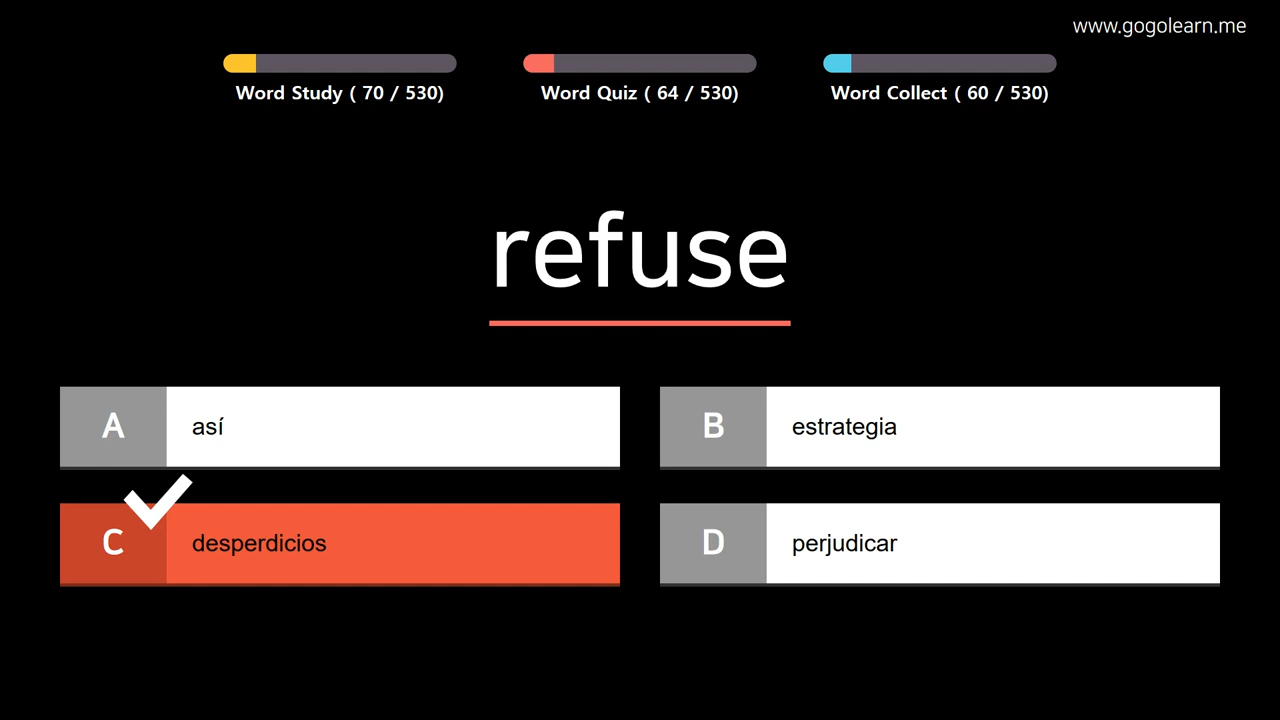 www.gogolearn.me
Word Study ( 70 / 530)
Word Quiz ( 64 / 530)
Word Collect ( 60 / 530)
refuse
A así
B estrategia
C desperdicios
D perjudicar